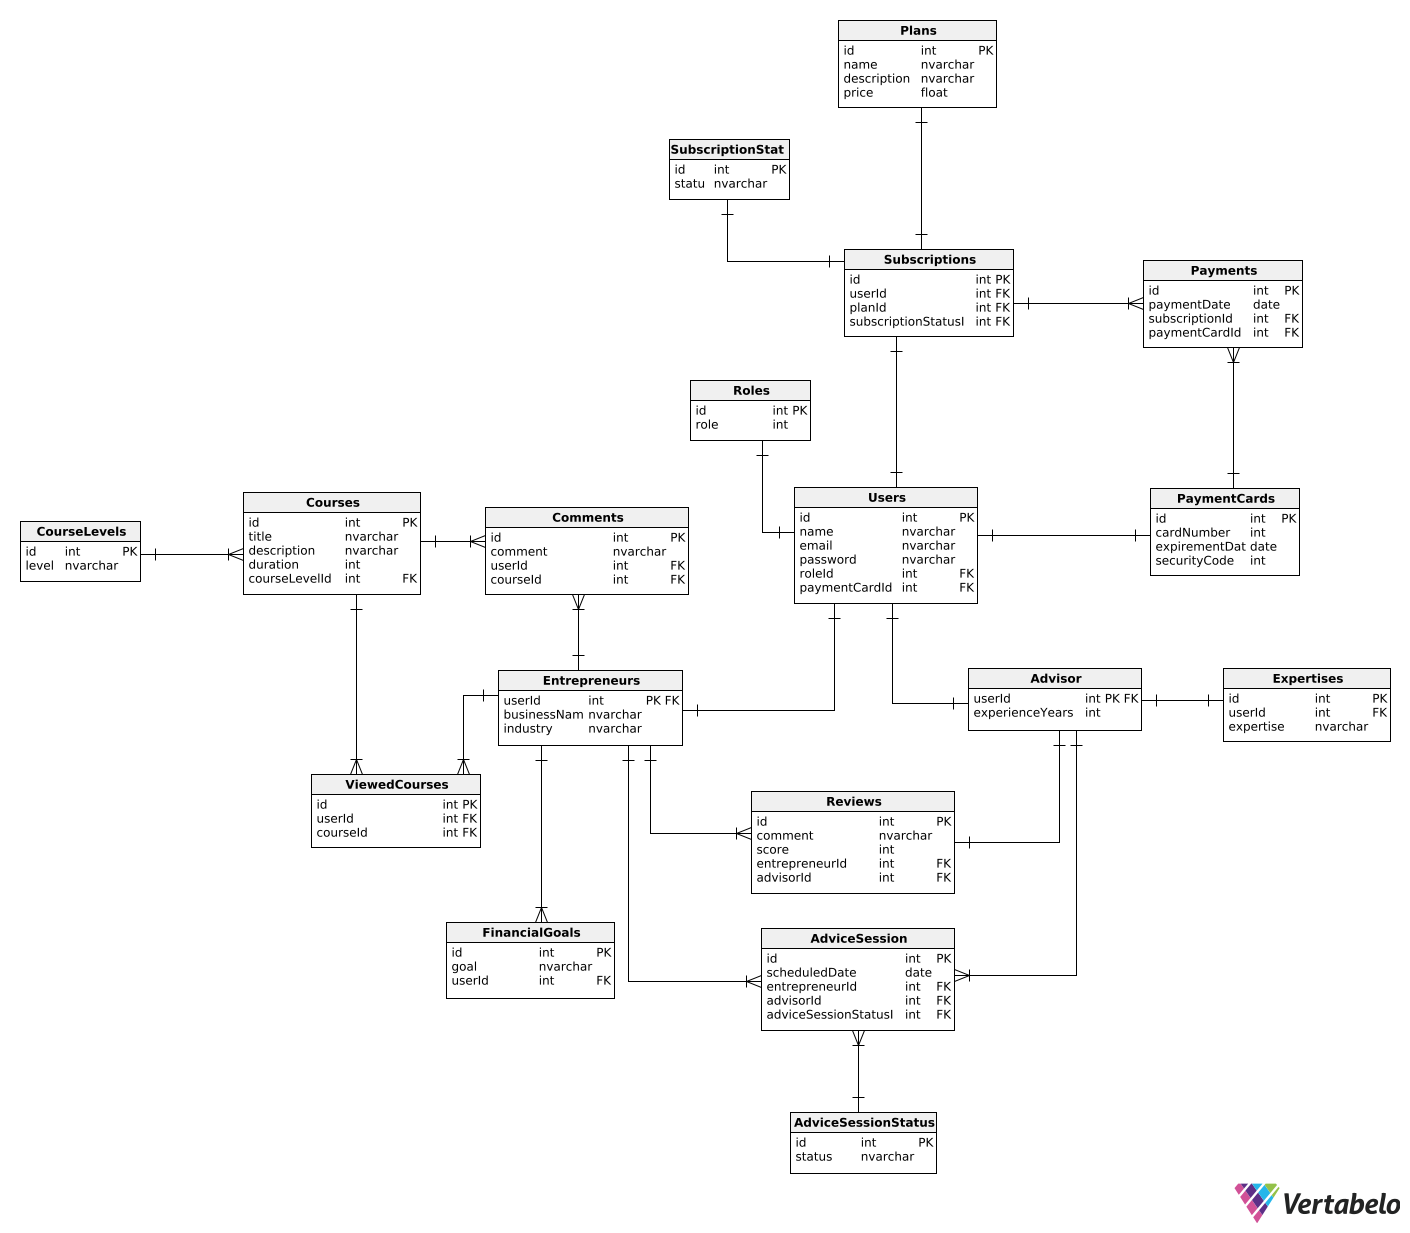 Plans
id int PK
name nvarchar
description nvarchar
price float
SubscriptionStat
id int PK
statu nvarchar
Subscriptions
id int PK
userId int FK
planId int FK
subscriptionStatusI int FK
Payments
id int PK
paymentDate date
subscriptionId int FK
paymentCardId int FK
Roles
id int PK
role int
Users
id int PK
name nvarchar
email nvarchar
password nvarchar
roleId int FK
paymentCardId int FK
PaymentCards
id int PK
cardNumber int
expirementDat date
securityCode int
CourseLevels
id int PK
level nvarchar
Courses
id int PK
title nvarchar
description nvarchar
duration int
courseLevelId int FK
Comments
id int PK
comment nvarchar
userId int FK
courseId int FK
Entrepreneurs
userId int PK FK
businessNam nvarchar
industry nvarchar
Advisor
userId int PK FK
experienceYears int
Expertises
id int PK
userId int FK
expertise nvarchar
ViewedCourses
id int PK
userId int FK
courseId int FK
Reviews
id int PK
comment nvarchar
score int
entrepreneurId int FK
advisorId int FK
FinancialGoals
id int PK
goal nvarchar
userId int FK
AdviceSession
id int PK
scheduledDate date
entrepreneurId int FK
advisorId int FK
adviceSessionStatusI int FK
AdviceSessionStatus
id int PK
status nvarchar
Vertabelo